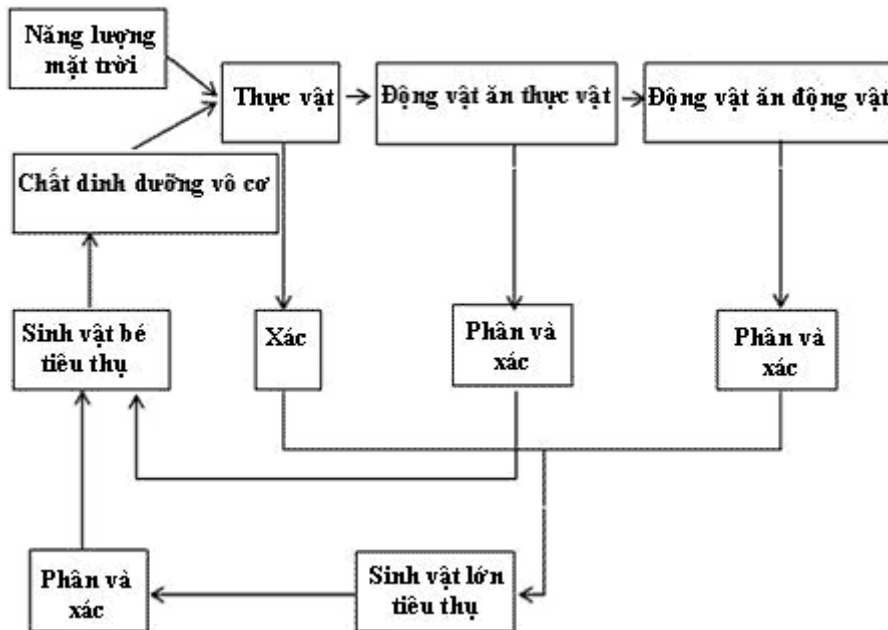 Năng lượng
mặt trời
Thực vật
Động vật ăn thực vật
Động vật ăn động vật
Chất dinh dưỡng vô cơ
Sinh vật bé
tiêu thụ
Xác
Phân và
xác
Phân và
xác
Phân và
xác
Sinh vật lớn
tiêu thụ